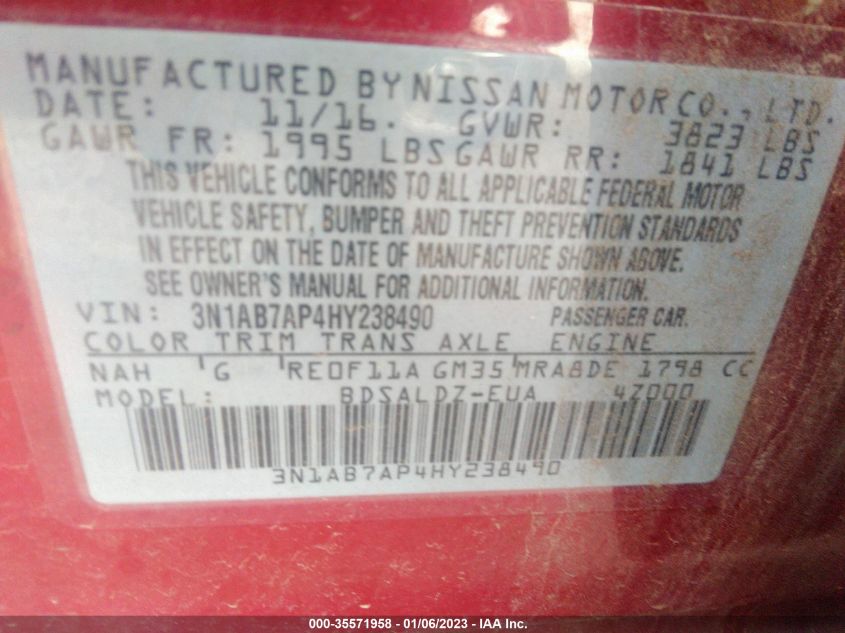 MANUFACTURED BY NISSAN MOTOR CO., LTD.
DATE: 11/16. GVWR: 3823 LBS
GAWR FR: 1995 LBS GAWR RR: 1841 LBS
THIS VEHICLE CONFORMS TO ALL APPLICABLE FEDERAL MOTOR
VEHICLE SAFETY, BUMPER AND THEFT PREVENTION STANDARDS
IN EFFECT ON THE DATE OF MANUFACTURE SHOWN ABOVE.
SEE OWNER'S MANUAL FOR ADDITIONAL INFORMATION.
VIN: 3N1AB7AP4HY238490 PASSENGER CAR.
COLOR TRIM TRANS AXLE ENGINE
NAH G RE0F11A GM35 MRA8DE 1798 CC
MODEL: BDSALDZ-EUA 4Z000
3N1AB7AP4HY238490
000-35571958 - 01/06/2023 - IAA Inc.